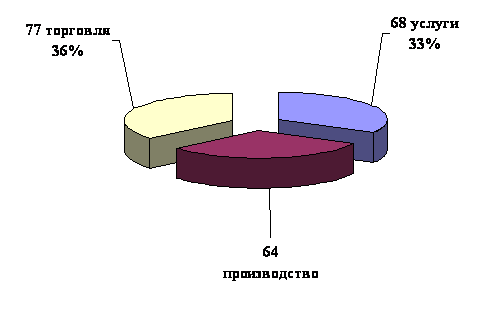 77 торговля
36%
68 услуги
33%
64
производство